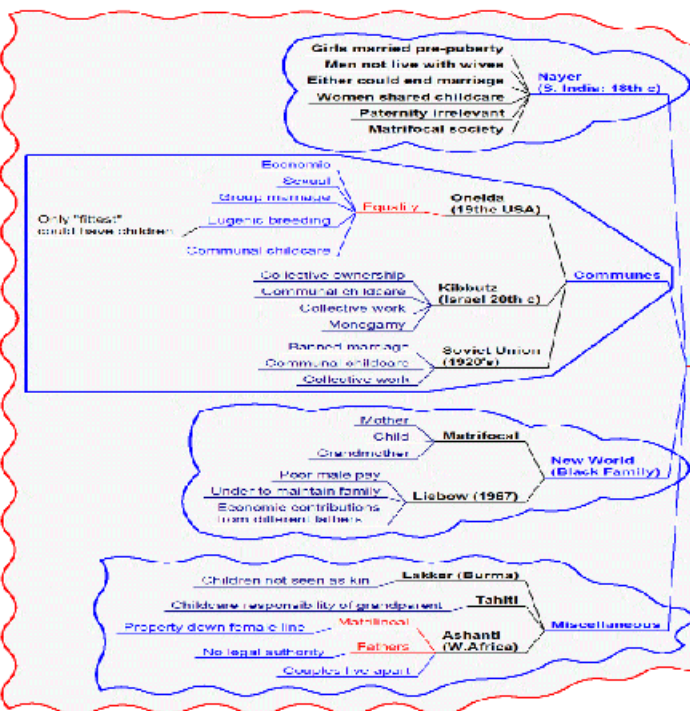 Girls married pre-puberty
Men not live with wives
Either could end marriage
Women shared childcare
Paternity irrelevant
Matrifocal society
Nayer
(S. India: 18th c)
Economic
Sexual
Group marriage
Eugenic breeding
Communal childcare
Only "fittest"
could have children
Equality
Oneida
(19the USA)
Collective ownership
Communal childcare
Collective work
Monogamy
Kibbutz
(Israel 20th c)
Banned marriage
Communal childcare
Collective work
Soviet Union
(1920's)
Communes
Mother
Child
Grandmother
Matrifocal
Poor male pay
Under to maintain family
Economic contributions
from different fathers
Liebow (1967)
New World
(Black Family)
Children not seen as kin
Lakker (Burma)
Childcare responsibility of grandparent
Tahiti
Property down female line
Matrilineal
No legal authority
Fathers
Couples live apart
Ashanti
(W.Africa)
Miscellaneous